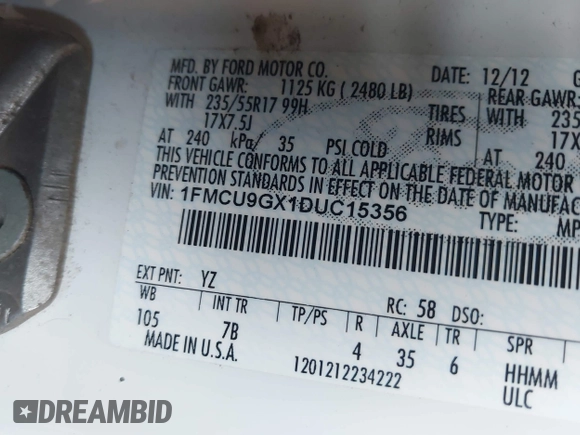 MFD. BY FORD MOTOR CO.
DATE: 12/12
FRONT GAWR: 1125 KG ( 2480 LB)
REAR GAWR:
WITH 235/55R17 99H TIRES WITH 235
17X7.5J RIMS 17X
AT 240 kPa/ 35 PSI COLD AT 240
THIS VEHICLE CONFORMS TO ALL APPLICABLE FEDERAL MOTOR
PREVENTION STANDARDS IN EFFECT ON THE DATE OF MANUFAC
VIN: 1FMCU9GX1DUC15356 TYPE: MP
EXT PNT: YZ RC: 58 DSO:
WB INT TR TP/PS R AXLE TR SPR
105 7B 4 35 6 HHMM
MADE IN U.S.A. 1201212234222 ULC
DREAMBID